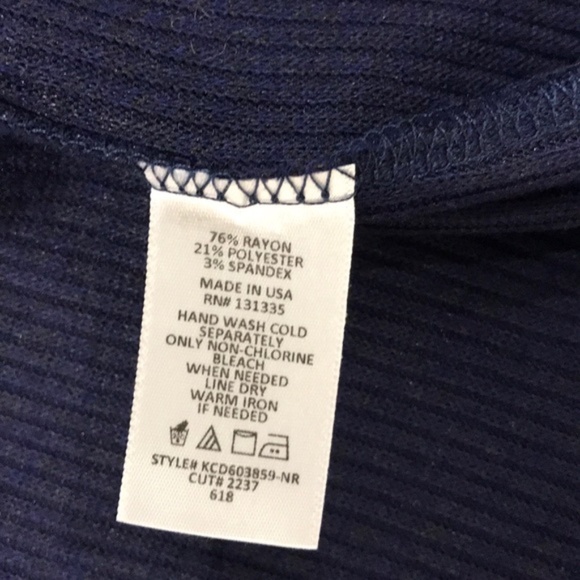 76% RAYON
21% POLYESTER
3% SPANDEX
MADE IN USA
RN# 131335
HAND WASH COLD
SEPARATELY
ONLY NON-CHLORINE
BLEACH
WHEN NEEDED
LINE DRY
WARM IRON
IF NEEDED
STYLE# KCD603859-NR
CUT# 2237
618